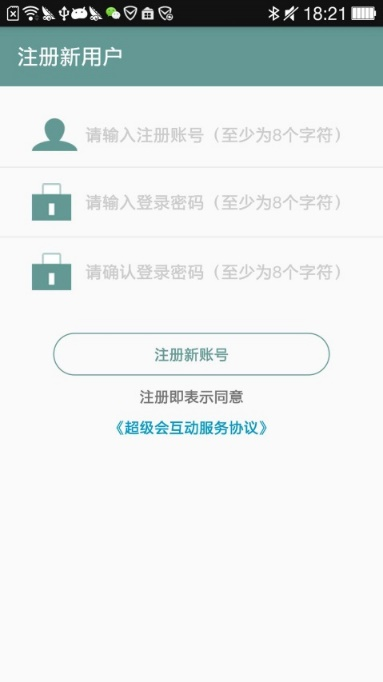 18:21
注册新用户
请输入注册账号（至少为8个字符）
请输入登录密码（至少为8个字符）
请确认登录密码（至少为8个字符）
注册新账号
注册即表示同意
《超级会互动服务协议》